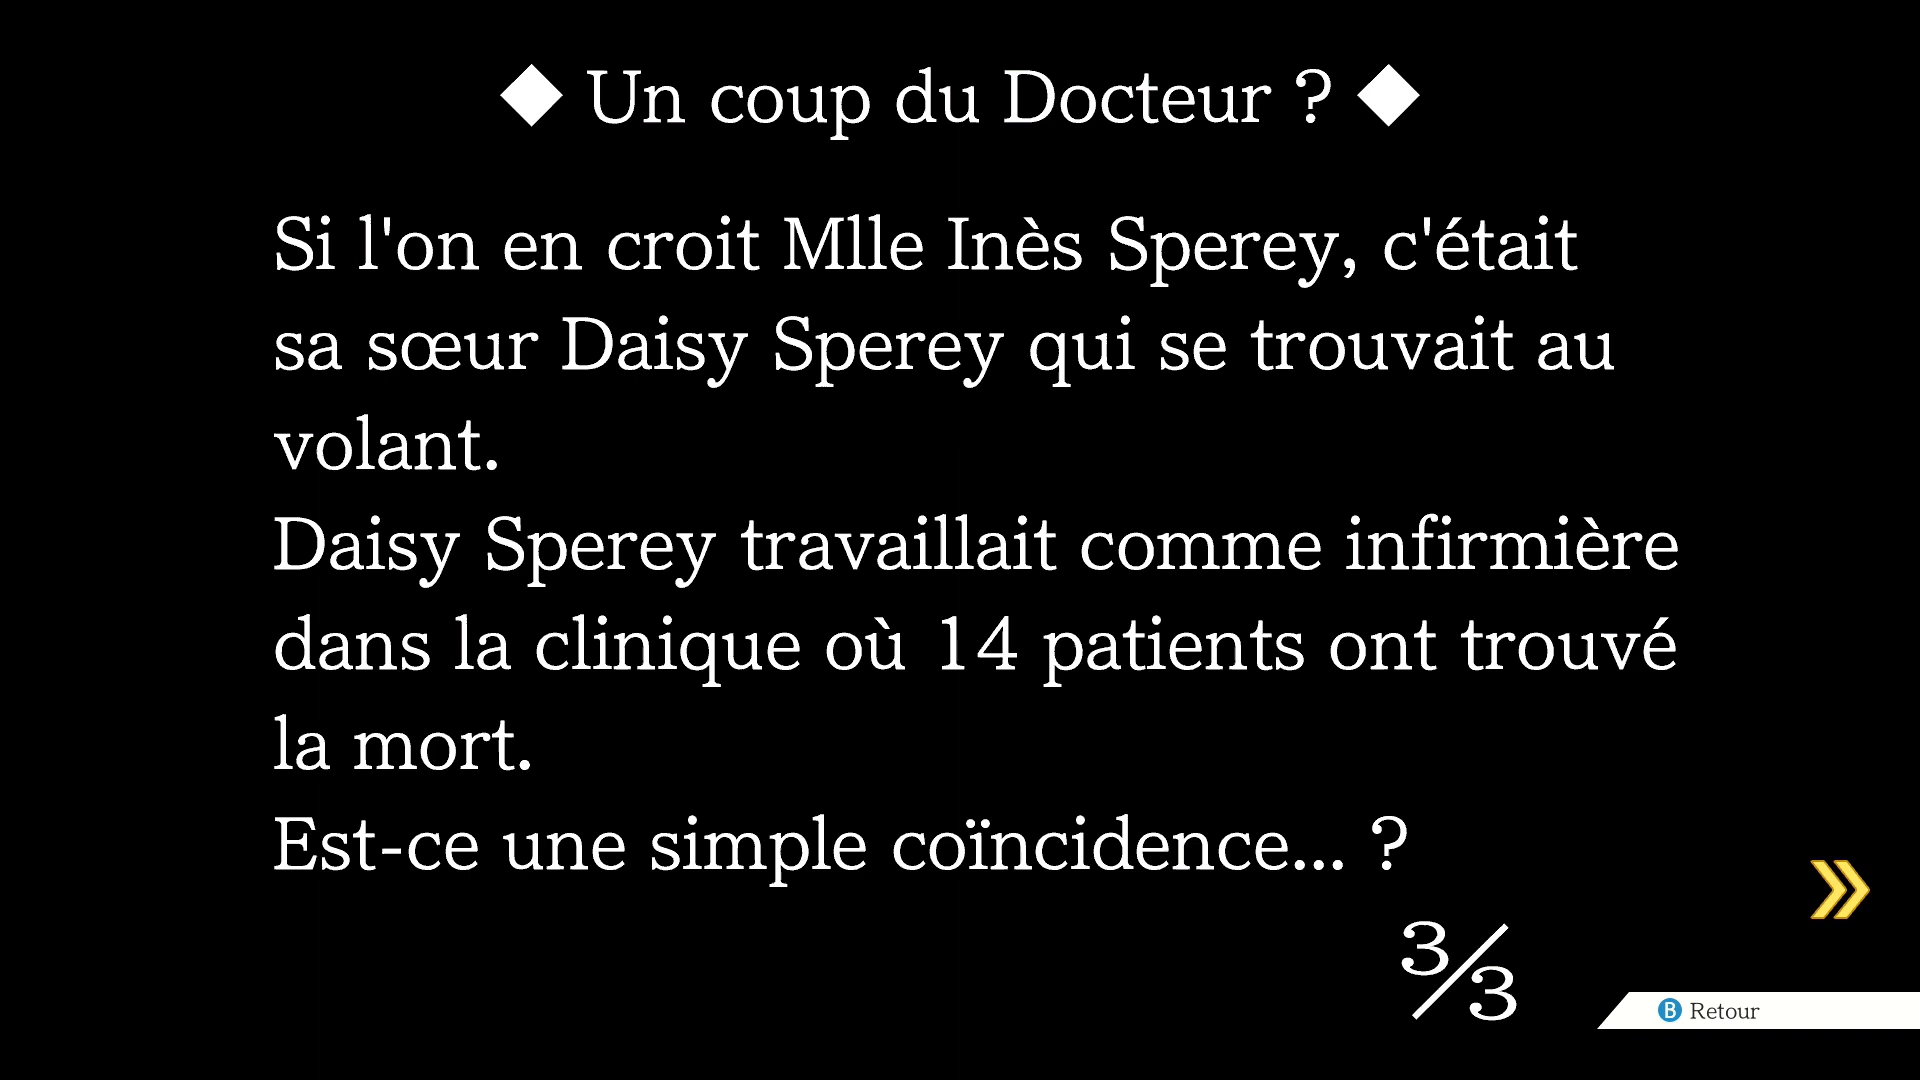 ◆ Un coup du Docteur ? ◆
Si l'on en croit Mlle Inès Sperey, c'était
sa sœur Daisy Sperey qui se trouvait au
volant.
Daisy Sperey travaillait comme infirmière
dans la clinique où 14 patients ont trouvé
la mort.
Est-ce une simple coïncidence... ?
3/3
B Retour